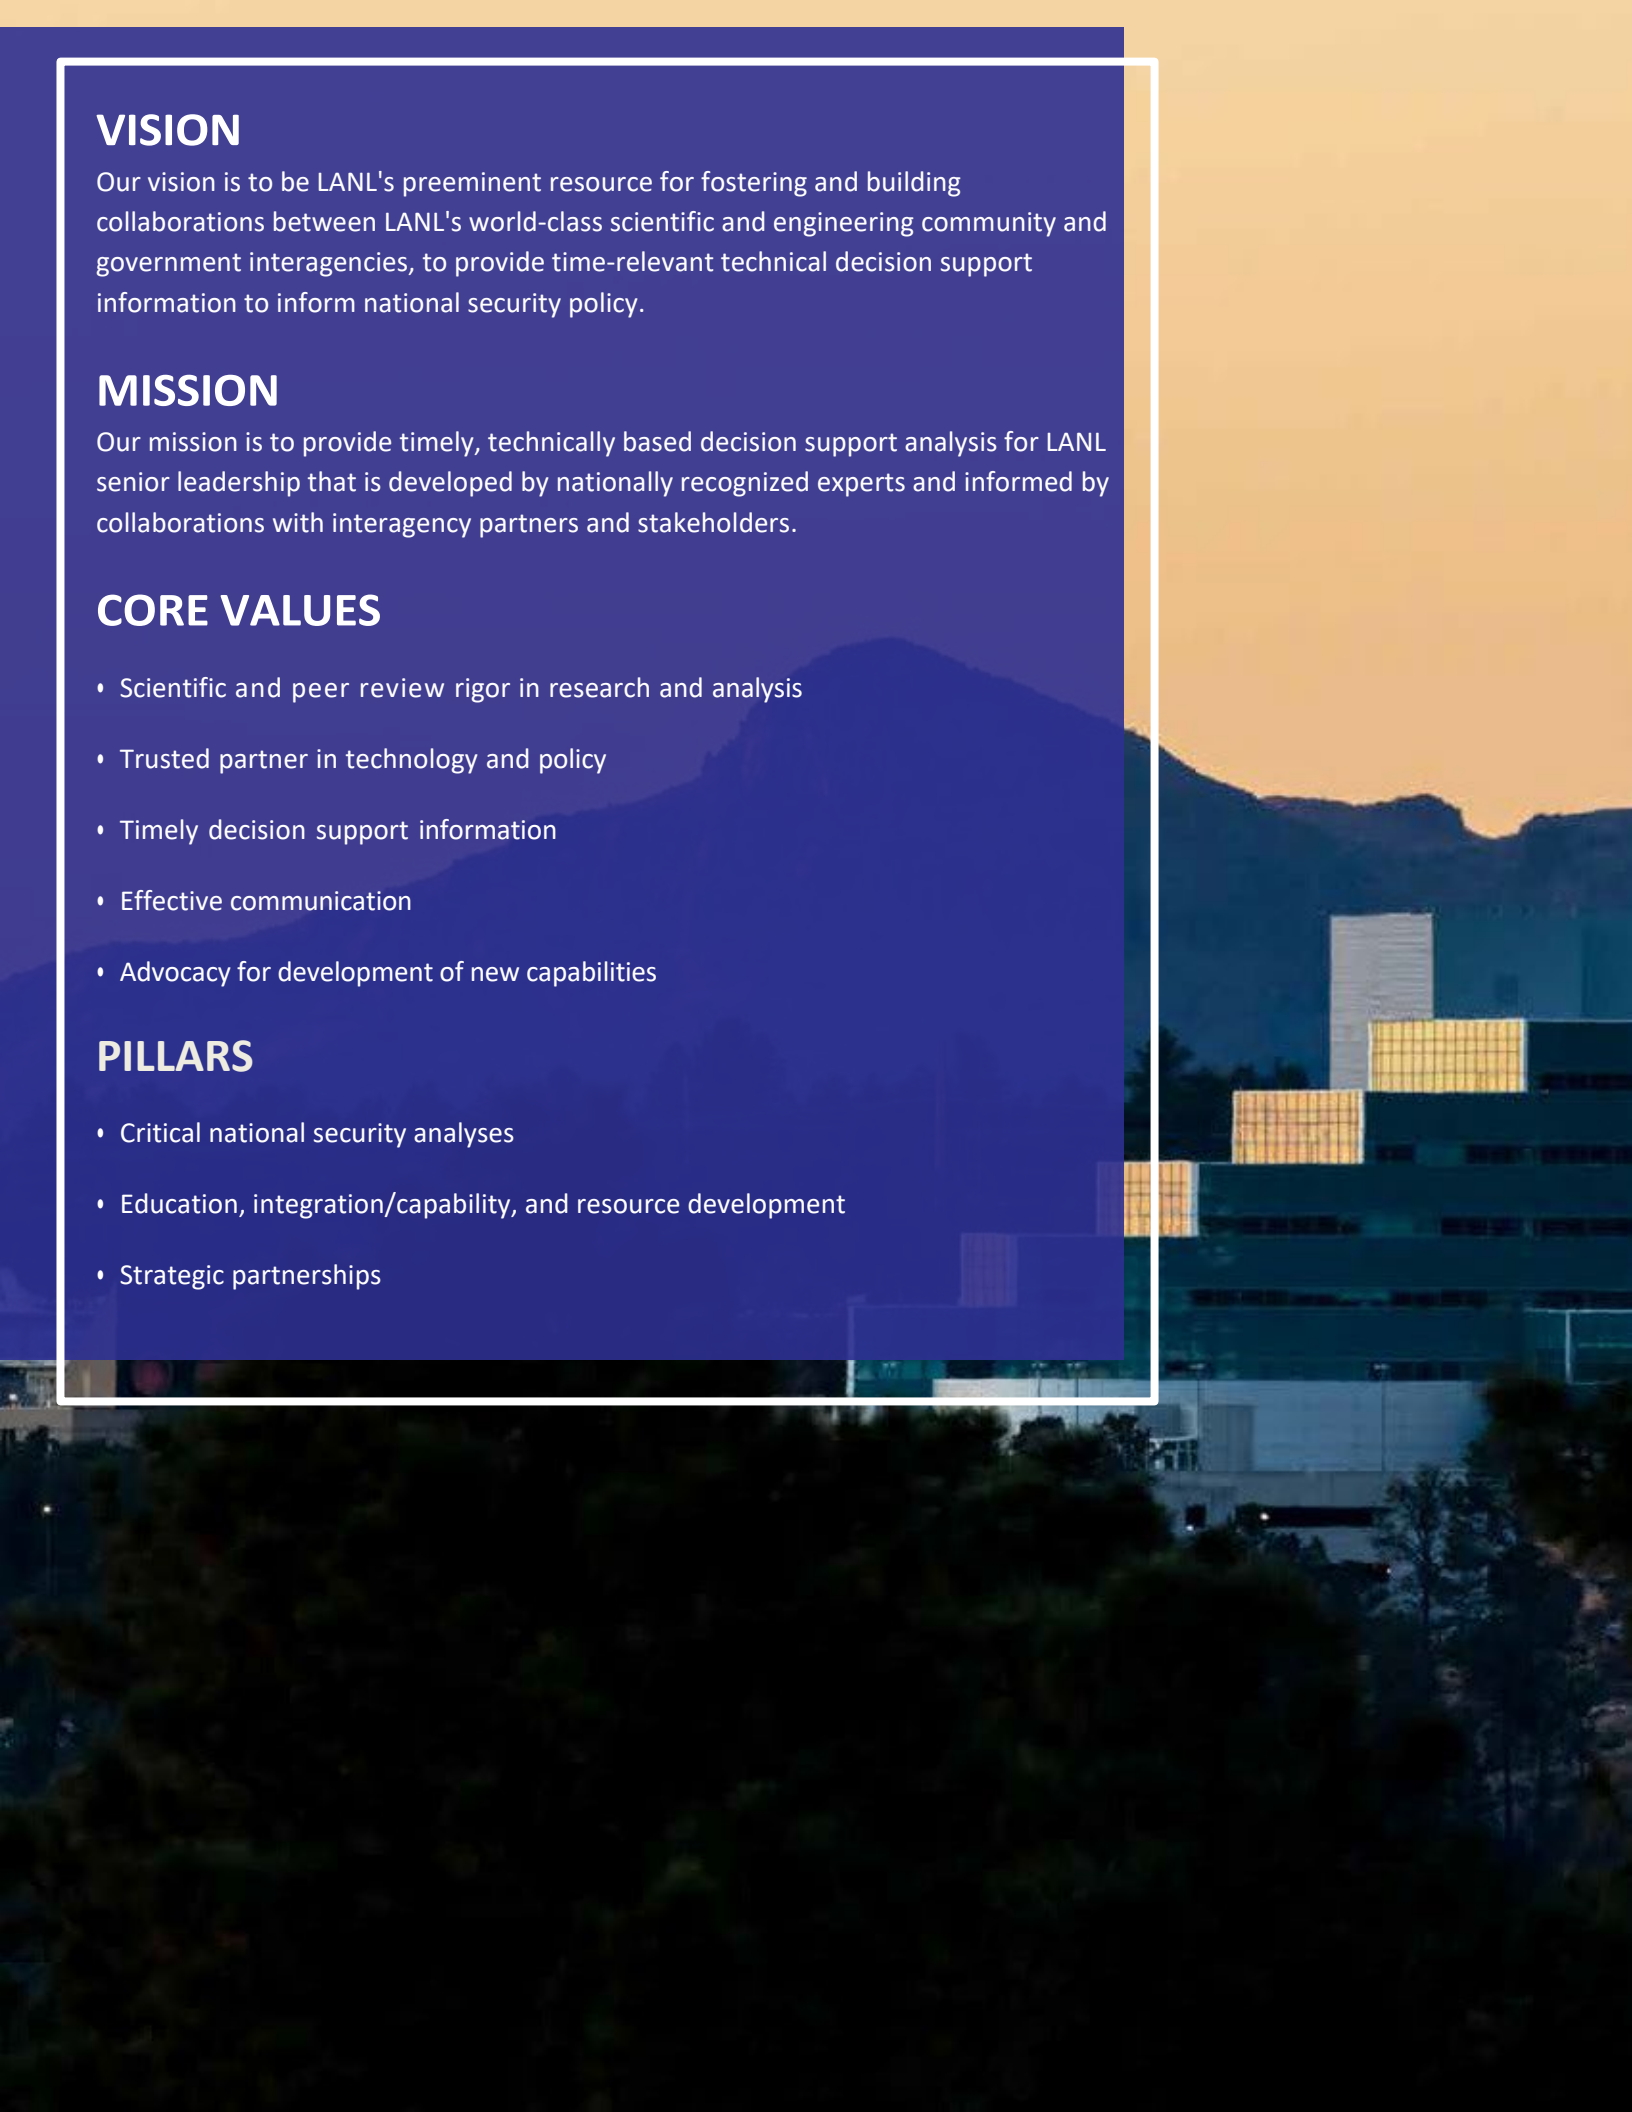 VISION
Our vision is to be LANL's preeminent resource for fostering and building
collaborations between LANL's world-class scientific and engineering community and
government interagencies, to provide time-relevant technical decision support
information to inform national security policy.
MISSION
Our mission is to provide timely, technically based decision support analysis for LANL
senior leadership that is developed by nationally recognized experts and informed by
collaborations with interagency partners and stakeholders.
CORE VALUES
• Scientific and peer review rigor in research and analysis
• Trusted partner in technology and policy
• Timely decision support information
• Effective communication
• Advocacy for development of new capabilities
PILLARS
• Critical national security analyses
• Education, integration/capability, and resource development
• Strategic partnerships